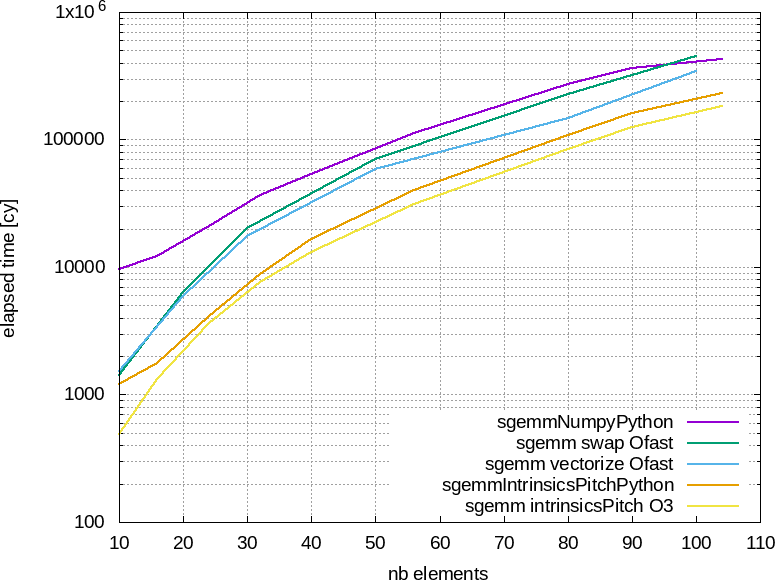 1x10^6
100000
10000
1000
100
elapsed time [cy]
sgemmNumpyPython
sgemm swap Ofast
sgemm vectorize Ofast
sgemmIntrinsicsPitchPython
sgemm intrinsicsPitch O3
10 20 30 40 50 60 70 80 90 100 110
nb elements